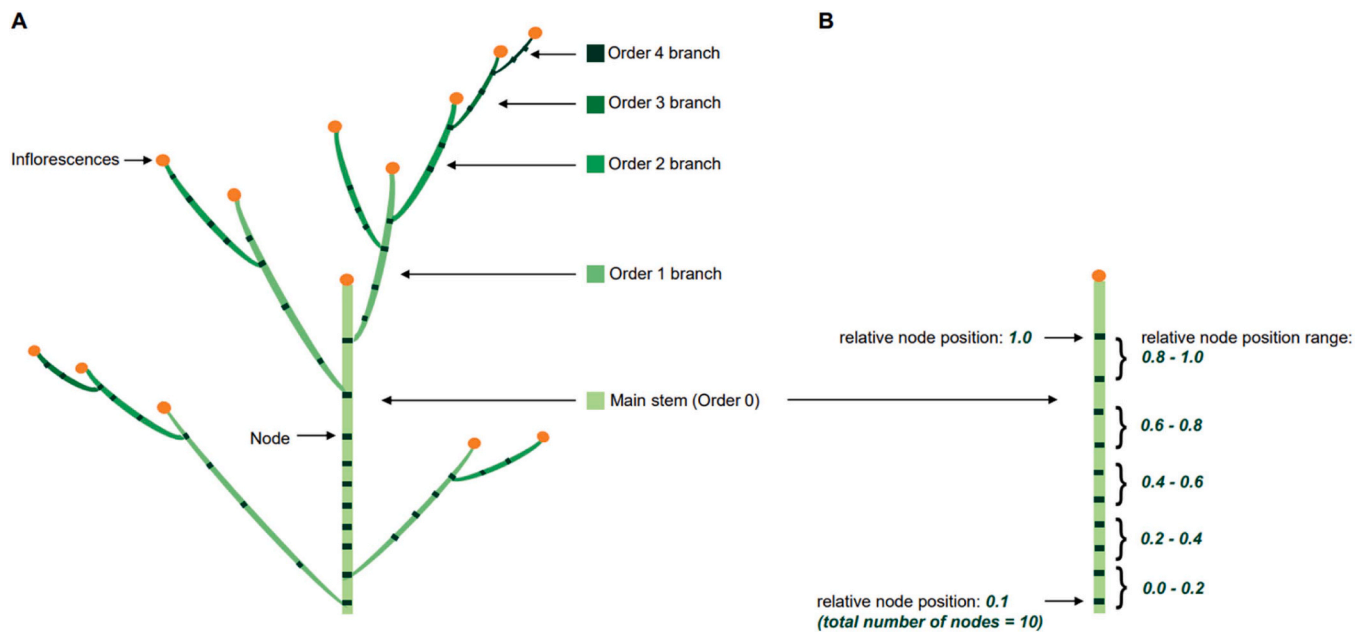 A
B
Order 4 branch
Order 3 branch
Inflorescences
Order 2 branch
Order 1 branch
relative node position: 1.0
relative node position range:
0.8 - 1.0
Main stem (Order 0)
Node
0.6 - 0.8
0.4 - 0.6
0.2 - 0.4
0.0 - 0.2
relative node position: 0.1
(total number of nodes = 10)